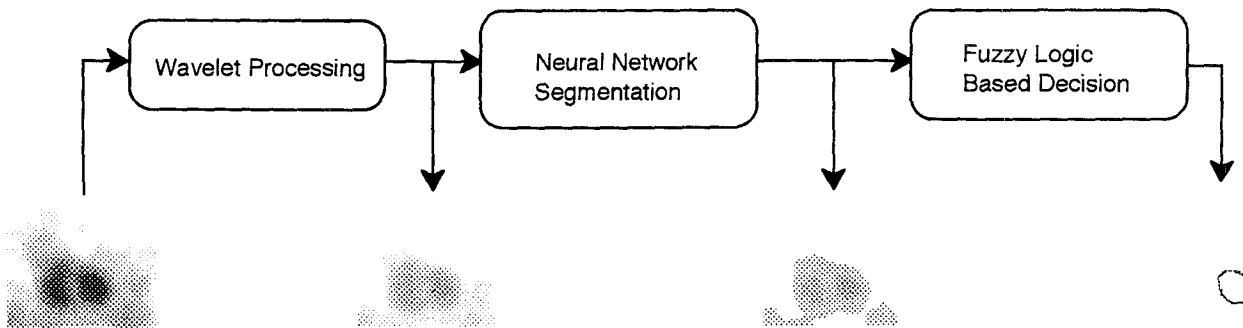 Wavelet Processing
Neural Network
Segmentation
Fuzzy Logic
Based Decision